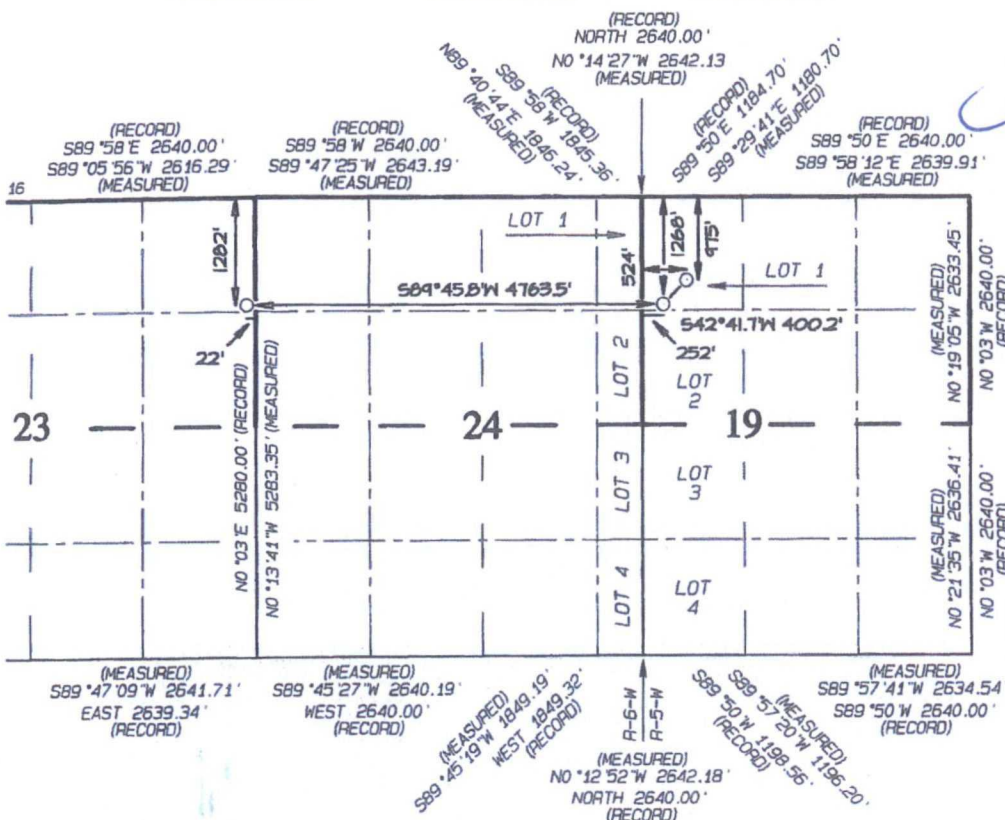 (RECORD)
NORTH 2640.00'
N0°14'27"W 2642.13
(MEASURED)
(RECORD)
S89°58'E 2640.00'
S89°05'56"W 2616.29'
(MEASURED)
(RECORD)
S89°58'W 2640.00'
S89°47'25"W 2643.19'
(MEASURED)
(RECORD)
S89°58'W 1845.36'
N89°40'44"E 1846.24'
(MEASURED)
(RECORD)
S89°50'E 1184.70'
S89°29'41"E 1180.70'
(MEASURED)
(RECORD)
S89°50'E 2640.00'
S89°58'12"E 2639.91'
(MEASURED)
16
1282'
LOT 1
524'
1268'
975'
LOT 1
S89°45.8'W 4763.5'
S42°41.7'W 400.2'
22'
252'
LOT 2
LOT
2
N0°19'05"W 2633.45'
(MEASURED)
N0°03'W 2640.00'
(RECORD)
23
24
19
N0°03'E 5280.00' (RECORD)
N0°13'41"W 5283.35' (MEASURED)
LOT 3
LOT
3
LOT 4
LOT
4
N0°21'35"W 2636.41'
(MEASURED)
N0°03'W 2640.00'
(RECORD)
(MEASURED)
S89°47'09"W 2641.71'
EAST 2639.34'
(RECORD)
(MEASURED)
S89°45'27"W 2640.19'
WEST 2640.00'
(RECORD)
(MEASURED)
S89°45'19"W 1849.19'
WEST 1849.32'
(RECORD)
R-6-W
R-5-W
(MEASURED)
N0°12'52"W 2642.18'
NORTH 2640.00'
(RECORD)
(MEASURED)
S89°57'20"W 1196.20'
S89°50'W 1198.56'
(RECORD)
(MEASURED)
S89°57'41"W 2634.54
S89°50'W 2640.00'
(RECORD)